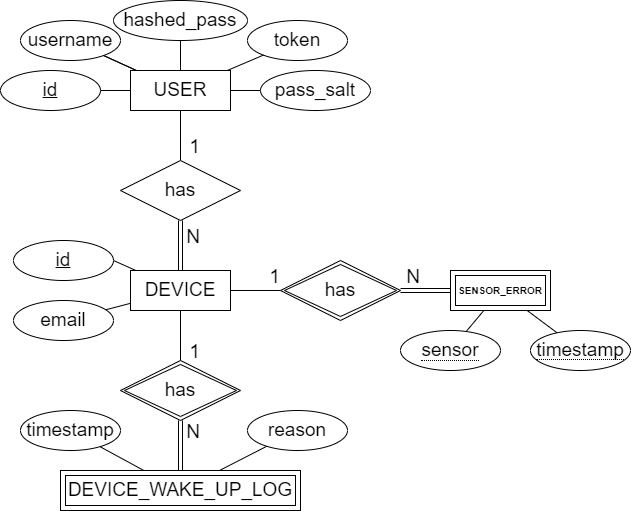 hashed_pass
username
token
id
USER
pass_salt
1
has
N
id
DEVICE
1
has
N
SENSOR_ERROR
email
sensor
timestamp
1
has
timestamp
N
reason
DEVICE_WAKE_UP_LOG